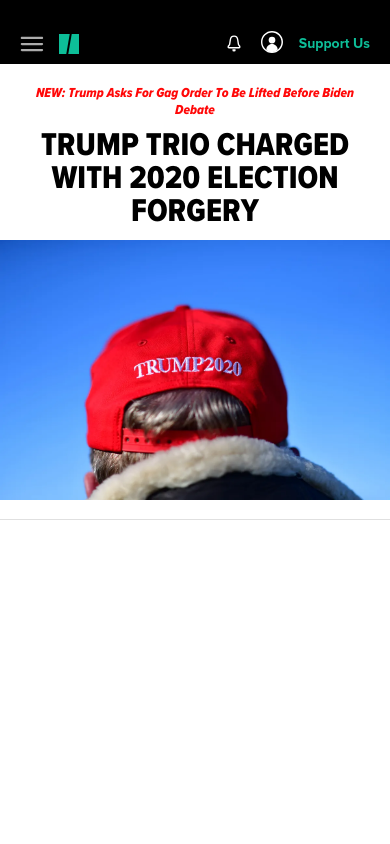 Support Us
NEW: Trump Asks For Gag Order To Be Lifted Before Biden
Debate
TRUMP TRIO CHARGED
WITH 2020 ELECTION
FORGERY
TRUMP2020